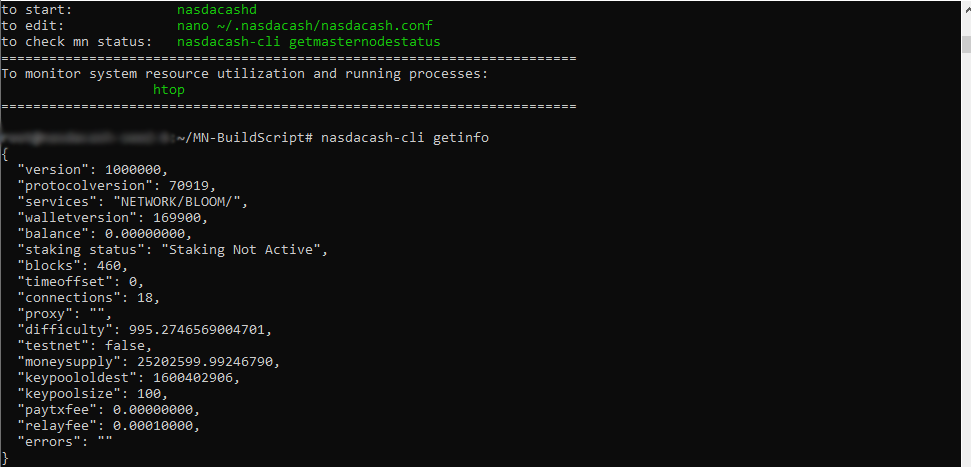 to start:             nasdacashd
to edit:              nano ~/.nasdacash/nasdacash.conf
to check mn status:   nasdacash-cli getmasternodestatus
========================================================================
To monitor system resource utilization and running processes:
                   htop
========================================================================
:~/MN-BuildScript# nasdacash-cli getinfo
{
  "version": 1000000,
  "protocolversion": 70919,
  "services": "NETWORK/BLOOM/",
  "walletversion": 169900,
  "balance": 0.00000000,
  "staking status": "Staking Not Active",
  "blocks": 460,
  "timeoffset": 0,
  "connections": 18,
  "proxy": "",
  "difficulty": 995.2746569004701,
  "testnet": false,
  "moneysupply": 25202599.99246790,
  "keypoololdest": 1600402906,
  "keypoolsize": 100,
  "paytxfee": 0.00000000,
  "relayfee": 0.00010000,
  "errors": ""
}